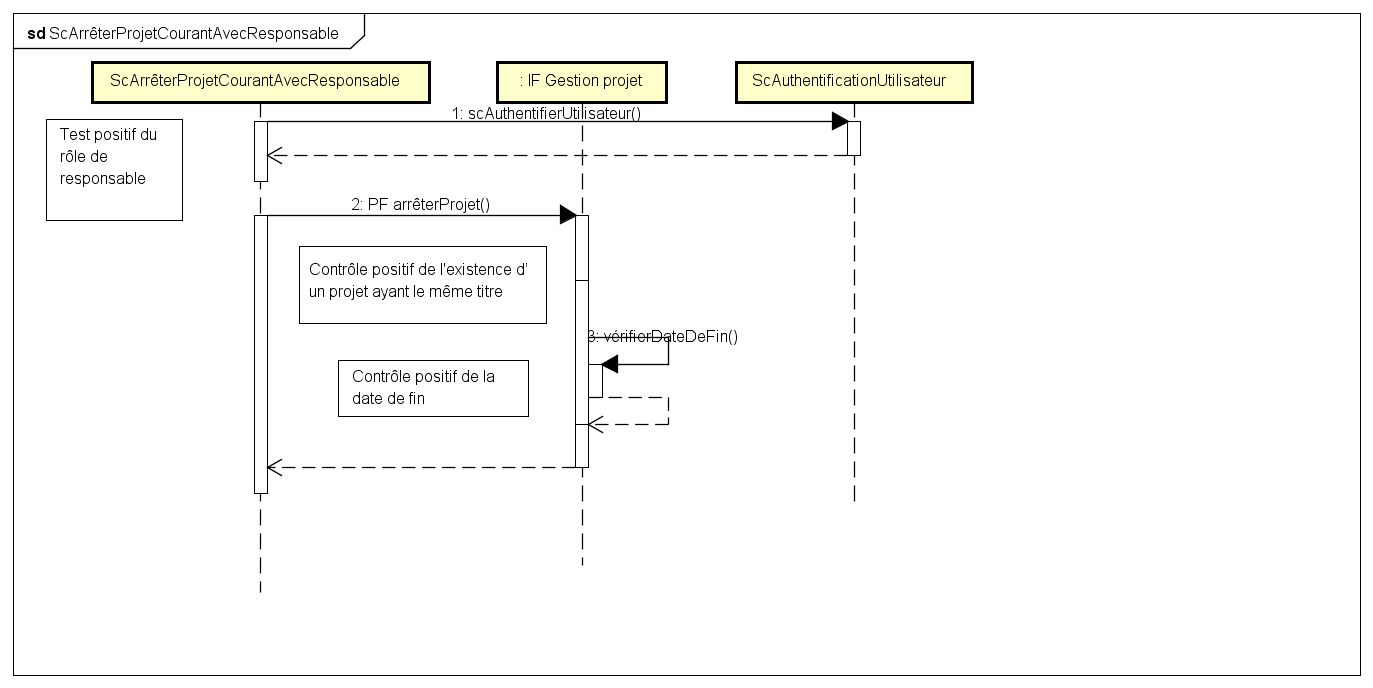 sd ScArrêterProjetCourantAvecResponsable
ScArrêterProjetCourantAvecResponsable
: IF Gestion projet
ScAuthentificationUtilisateur
1: scAuthentifierUtilisateur()
Test positif du
rôle de
responsable
2: PF arrêterProjet()
Contrôle positif de l'existence d'
un projet ayant le même titre
3: vérifierDateDeFin()
Contrôle positif de la
date de fin